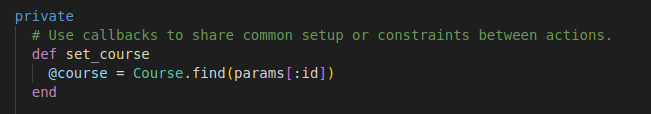 private
# Use callbacks to share common setup or constraints between actions.
def set_course
@course = Course.find(params[:id])
end